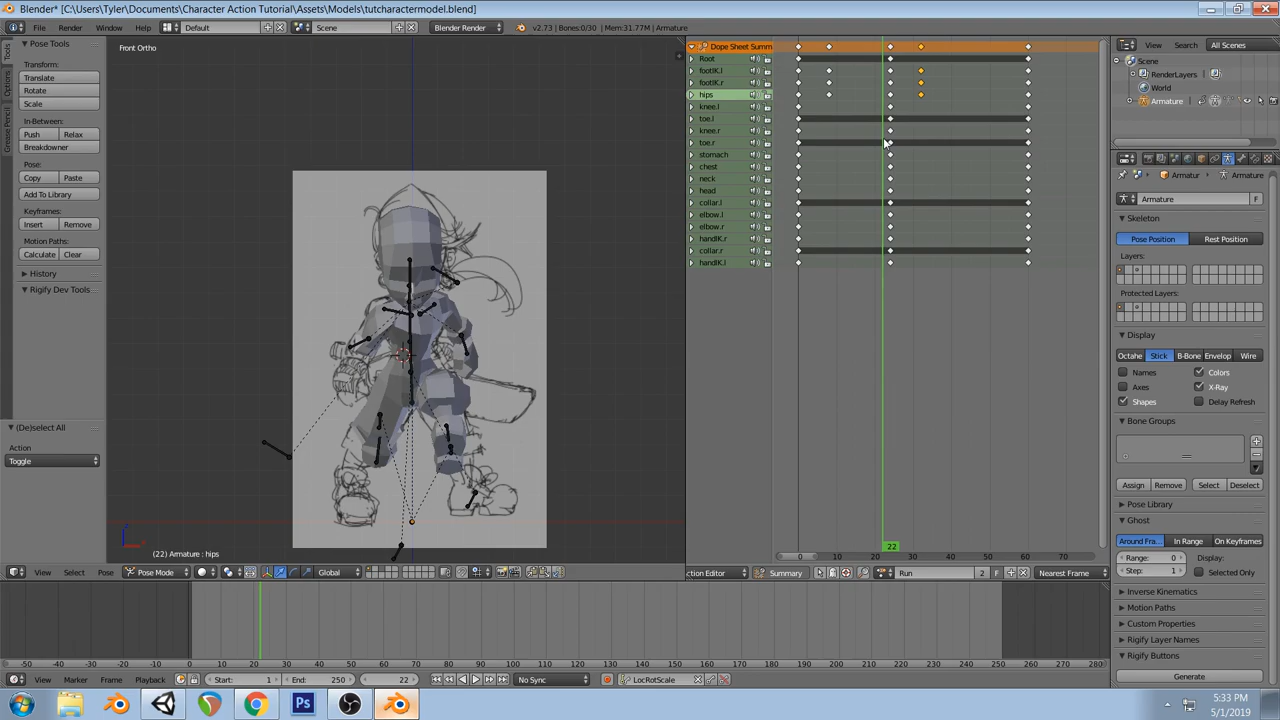 Blender* [C:\Users\Tyler\Documents\Character Action Tutorial\Assets\Models\tutcharactermodel.blend]
File Render Window Help Default Scene Blender Render v2.73 | Bones:0/30 | Mem:31.77M | Armature
Pose Tools
Transform:
Translate
Rotate
Scale
In-Between:
Push Relax
Breakdowner
Pose:
Copy Paste
Add To Library
Keyframes:
Insert Remove
Motion Paths:
Calculate Clear
History
Rigify Dev Tools
(De)select All
Action
Toggle
Tools
Options
Grease Pencil
Front Ortho
(22) Armature : hips
View Select Pose Pose Mode Global
Dope Sheet Summ
Root
footIK.l
footIK.r
hips
knee.l
toe.l
knee.r
toe.r
stomach
chest
neck
head
collar.l
elbow.l
elbow.r
handIK.r
collar.r
handIK.l
22
0 10 20 30 40 50 60 70
ction Editor Summary Run 2 F Nearest Frame
View Search All Scenes
Scene
RenderLayers
World
Armature
Armatur Armature
Armature F
Skeleton
Pose Position Rest Position
Layers:
Protected Layers:
Display
Octahe Stick B-Bone Envelop Wire
Names Colors
Axes X-Ray
Shapes Delay Refresh
Bone Groups
Assign Remove Select Deselect
Pose Library
Ghost
Around Fra... In Range On Keyframes
Range: 0 Display:
Step: 1 Selected Only
Inverse Kinematics
Motion Paths
Custom Properties
Rigify Layer Names
Rigify Buttons
Generate
-50 -40 -30 -20 -10 0 10 20 30 40 50 60 70 80 90 100 110 120 130 140 150 160 170 180 190 200 210 220 230 240 250 260 270 280
View Marker Frame Playback Start: 1 End: 250 22 No Sync LocRotScale
Ps
5:33 PM
5/1/2019